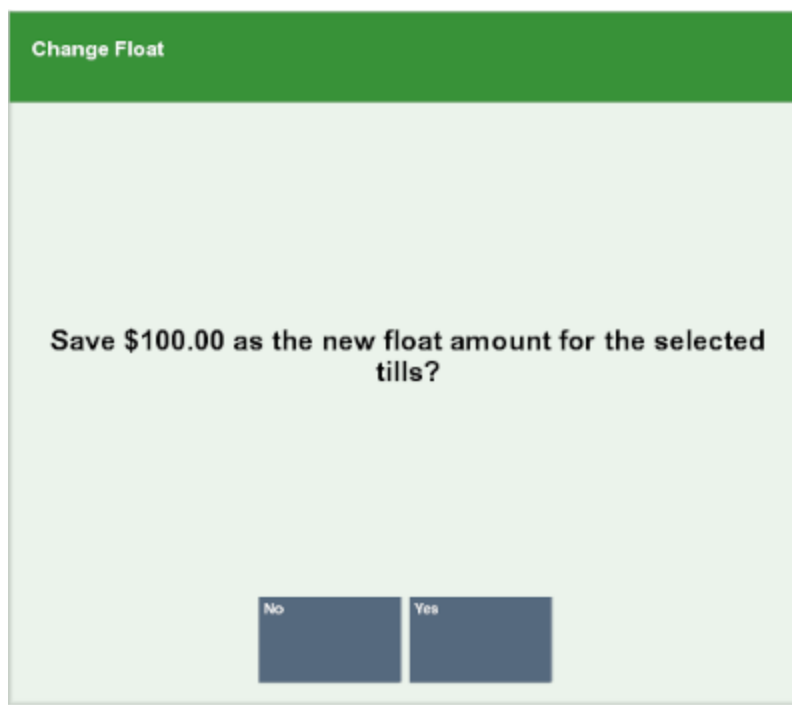 Change Float
Save $100.00 as the new float amount for the selected
tills?
No
Yes